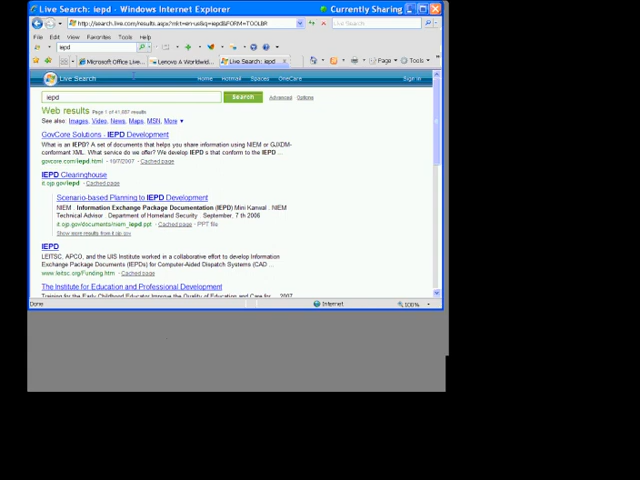 Live Search: iepd - Windows Internet Explorer
Currently Sharing
http://search.live.com/results.aspx?mkt=en-us&q=iepd&FORM=TOOLBR
Live Search
File Edit View Favorites Tools Help
iepd
Microsoft Office Live...
Lenovo A Worldwid...
Live Search: iepd
Page
Tools
Live Search
Home Hotmail Spaces OneCare
Sign in
iepd
Search
Advanced Options
Web results
See also: Images, Video, News, Maps, MSN, More
GovCore Solutions - IEPD Development
What is an IEPD? A set of documents that helps you share information using NIEM or GJXDM-
conformant XML. What service do we offer? We develop IEPD s that conform to the IEPD ...
govcore.com/iepd.html · 10/7/2007 · Cached page
IEPD Clearinghouse
it.ojp.gov/iepd · Cached page
Scenario-based Planning to IEPD Development
NIEM . Information Exchange Package Documentation (IEPD) Mini Kanwal . NIEM
Technical Advisor . Department of Homeland Security . September, 7 th 2006
it.ojp.gov/documents/niem_iepd.ppt · Cached page · PPT file
Show more results from it.ojp.gov
IEPD
LEITSC, APCO, and the IJIS Institute worked in a collaborative effort to develop Information
Exchange Package Documents (IEPDs) for Computer-Aided Dispatch Systems (CAD ...
www.leitsc.org/Funding.htm · Cached page
The Institute for Education and Professional Development
Training for the Early Childhood Educator Improve the Quality of Education and Care for ... 2007
Done
Internet
100%